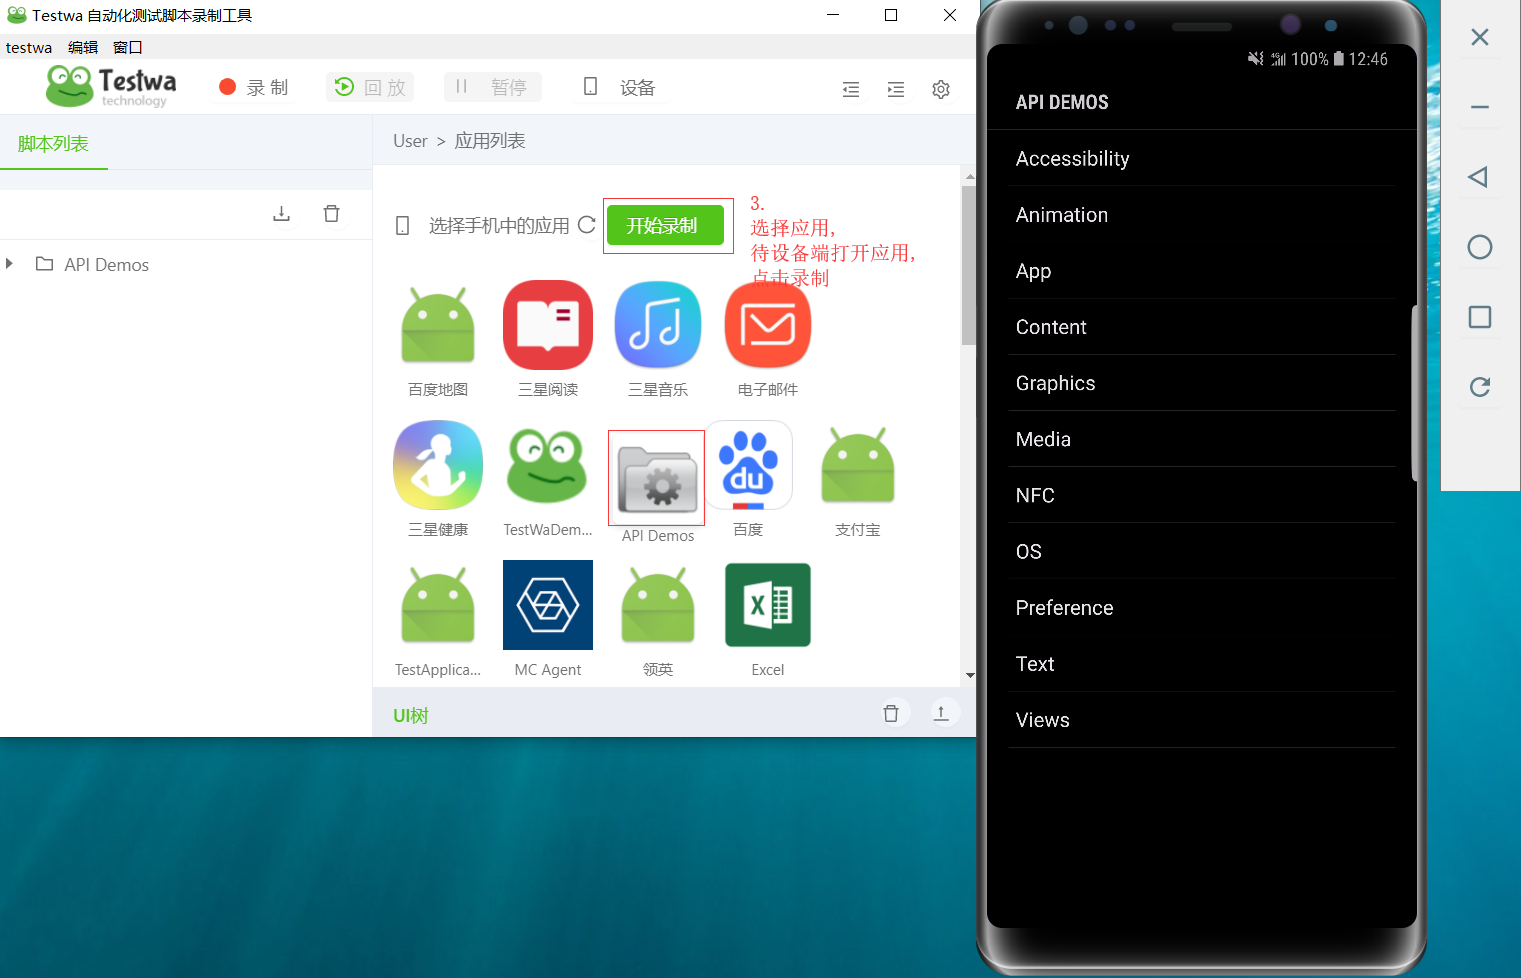 Testwa 自动化测试脚本录制工具
testwa 编辑 窗口
Testwa
technology
录 制
回 放
暂停
设备
脚本列表
User > 应用列表
选择手机中的应用
开始录制
3.
选择应用,
待设备端打开应用,
点击录制
API Demos
百度地图
三星阅读
三星音乐
电子邮件
三星健康
TestWaDem...
API Demos
du
百度
支付宝
TestApplica...
MC Agent
领英
X
Excel
UI树
4G 100% 12:46
API DEMOS
Accessibility
Animation
App
Content
Graphics
Media
NFC
OS
Preference
Text
Views